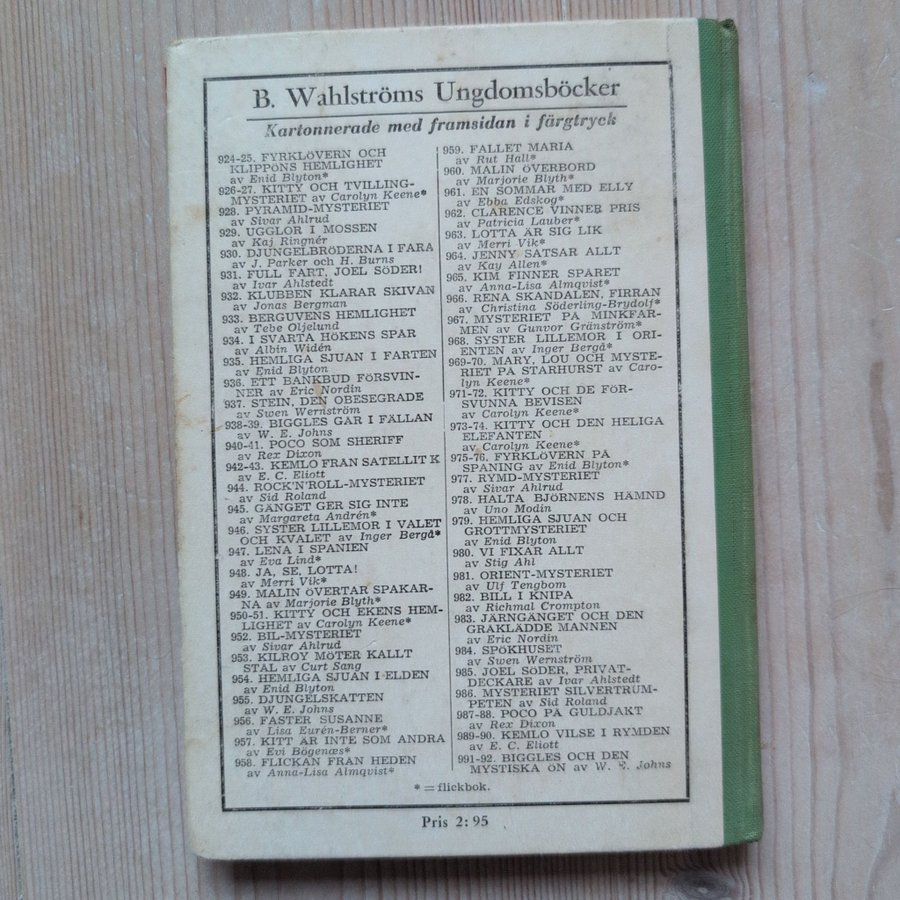 B. Wahlströms Ungdomsböcker
Kartonnerade med framsidan i färgtryck
924-25. FYRKLÖVERN OCH
KLIPPÖNS HEMLIGHET
av Enid Blyton*
926-27. KITTY OCH TVILLING-
MYSTERIET av Carolyn Keene*
928. PYRAMID-MYSTERIET
av Sivar Ahlrud
929. UGGLOR I MOSSEN
av Kaj Ringnér
930. DJUNGELBRÖDERNA I FARA
av J. Parker och H. Burns
931. FULL FART, JOEL SÖDER!
av Ivar Ahlstedt
932. KLUBBEN KLARAR SKIVAN
av Jonas Bergman
933. BERGUVENS HEMLIGHET
av Tebe Oljelund
934. I SVARTA HÖKENS SPÅR
av Albin Widén
935. HEMLIGA SJUAN I FARTEN
av Enid Blyton
936. ETT BANKBUD FÖRSVIN-
NER av Eric Nordin
937. STEIN, DEN OBESEGRADE
av Swen Wernström
938-39. BIGGLES GÅR I FÄLLAN
av W. E. Johns
940-41. POCO SOM SHERIFF
av Rex Dixon
942-43. KEMLO FRÅN SATELLIT K
av E. C. Eliott
944. ROCK'N'ROLL-MYSTERIET
av Sid Roland
945. GÄNGET GER SIG INTE
av Margareta Andrén*
946. SYSTER LILLEMOR I VALET
OCH KVALET av Inger Bergå*
947. LENA I SPANIEN
av Eva Lind*
948. JA, SE, LOTTA!
av Merri Vik*
949. MALIN ÖVERTAR SPAKAR-
NA av Marjorie Blyth*
950-51. KITTY OCH EKENS HEM-
LIGHET av Carolyn Keene*
952. BIL-MYSTERIET
av Sivar Ahlrud
953. KILROY MÖTER KALLT
STÅL av Curt Sang
954. HEMLIGA SJUAN I ELDEN
av Enid Blyton
955. DJUNGELSKATTEN
av W. E. Johns
956. FASTER SUSANNE
av Lisa Eurén-Berner*
957. KITT ÄR INTE SOM ANDRA
av Evi Bögenæs*
958. FLICKAN FRÅN HEDEN
av Anna-Lisa Almqvist*
959. FALLET MARIA
av Rut Hall*
960. MALIN ÖVERBORD
av Marjorie Blyth*
961. EN SOMMAR MED ELLY
av Ebba Edskog*
962. CLARENCE VINNER PRIS
av Patricia Lauber*
963. LOTTA ÄR SIG LIK
av Merri Vik*
964. JENNY SATSAR ALLT
av Kay Allen*
965. KIM FINNER SPÅRET
av Anna-Lisa Almqvist*
966. RENA SKANDALEN, FIRRAN
av Christina Söderling-Brydolf*
967. MYSTERIET PÅ MINKFAR-
MEN av Gunvor Gränström*
968. SYSTER LILLEMOR I ORI-
ENTEN av Inger Bergå*
969-70. MARY, LOU OCH MYSTE-
RIET PÅ STARHURST av Caro-
lyn Keene*
971-72. KITTY OCH DE FÖR-
SVUNNA BEVISEN
av Carolyn Keene*
973-74. KITTY OCH DEN HELIGA
ELEFANTEN
av Carolyn Keene*
975-76. FYRKLÖVERN PÅ
SPANING av Enid Blyton*
977. RYMD-MYSTERIET
av Sivar Ahlrud
978. HALTA BJÖRNENS HÄMND
av Uno Modin
979. HEMLIGA SJUAN OCH
GROTTMYSTERIET
av Enid Blyton
980. VI FIXAR ALLT
av Stig Ahl
981. ORIENT-MYSTERIET
av Ulf Tengbom
982. BILL I KNIPA
av Richmal Crompton
983. JÄRNGÄNGET OCH DEN
GRÅKLÄDDE MANNEN
av Eric Nordin
984. SPÖKHUSET
av Swen Wernström
985. JOEL SÖDER, PRIVAT-
DECKARE av Ivar Ahlstedt
986. MYSTERIET SILVERTRUM-
PETEN av Sid Roland
987-88. POCO PÅ GULDJAKT
av Rex Dixon
989-90. KEMLO VILSE I RYMDEN
av E. C. Eliott
991-92. BIGGLES OCH DEN
MYSTISKA ÖN av W. E. Johns
* = flickbok.
Pris 2:95